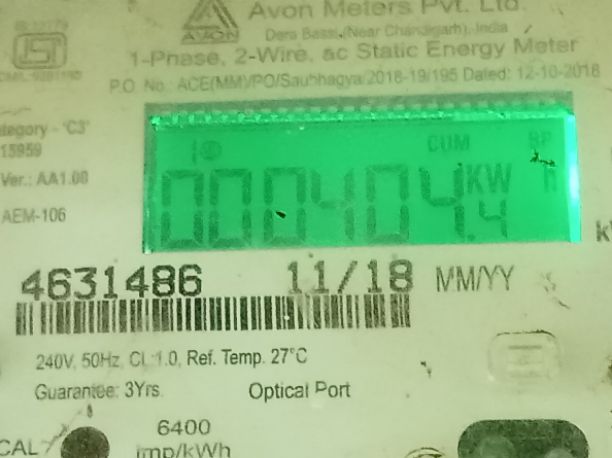 Avon Meters Pvt. Ltd.
AVON
Dera Bassi, (Near Chandigarh), India
1-Phase, 2-Wire, ac Static Energy Meter
P.O. No.: ACE(MM)/PO/Saubhagya/2018-19/195 Dated: 12-10-2018
ategory - 'C3'
15959
Ver.: AA1.00
AEM-106
CUM
000404.4 KW h
4631486 11/18 MM/YY
240V, 50Hz, Cl. 1.0, Ref. Temp. 27°C
Guarantee: 3Yrs. Optical Port
CAL
6400
imp/kWh